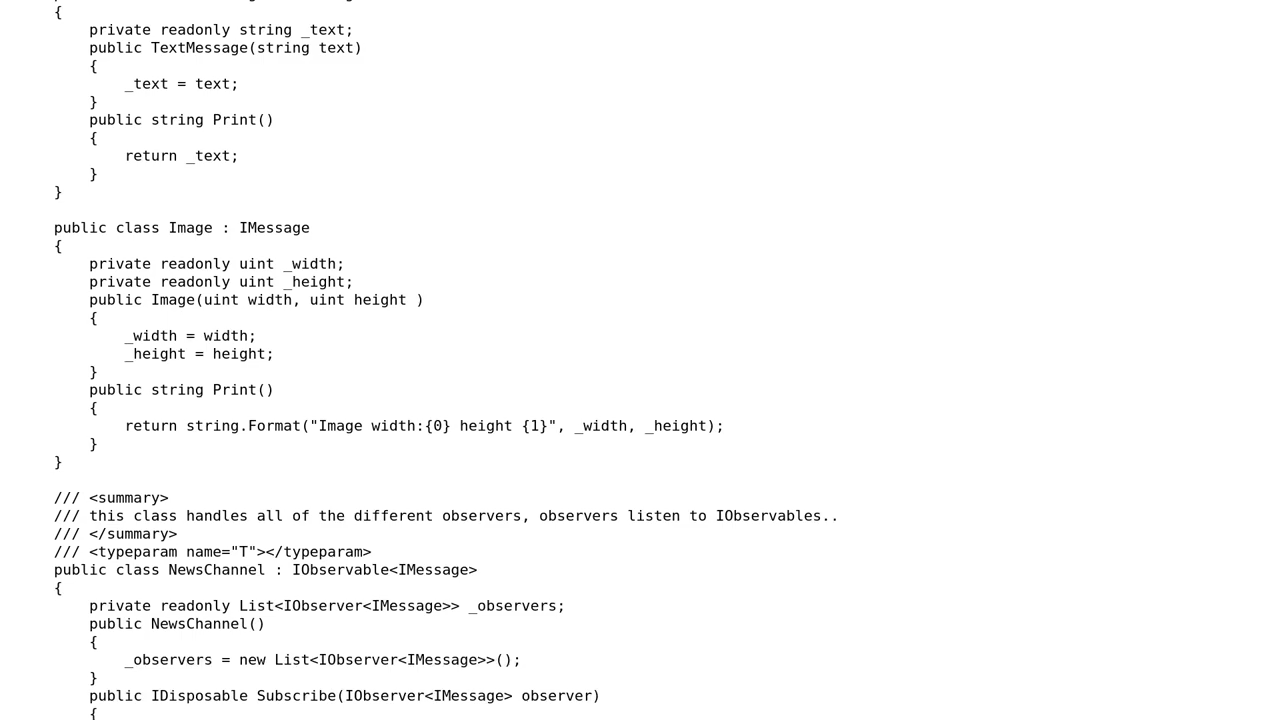 {
    private readonly string _text;
    public TextMessage(string text)
    {
        _text = text;
    }
    public string Print()
    {
        return _text;
    }
}

public class Image : IMessage
{
    private readonly uint _width;
    private readonly uint _height;
    public Image(uint width, uint height )
    {
        _width = width;
        _height = height;
    }
    public string Print()
    {
        return string.Format("Image width:{0} height {1}", _width, _height);
    }
}

/// <summary>
/// this class handles all of the different observers, observers listen to IObservables..
/// </summary>
/// <typeparam name="T"></typeparam>
public class NewsChannel : IObservable<IMessage>
{
    private readonly List<IObserver<IMessage>> _observers;
    public NewsChannel()
    {
        _observers = new List<IObserver<IMessage>>();
    }
    public IDisposable Subscribe(IObserver<IMessage> observer)
    {